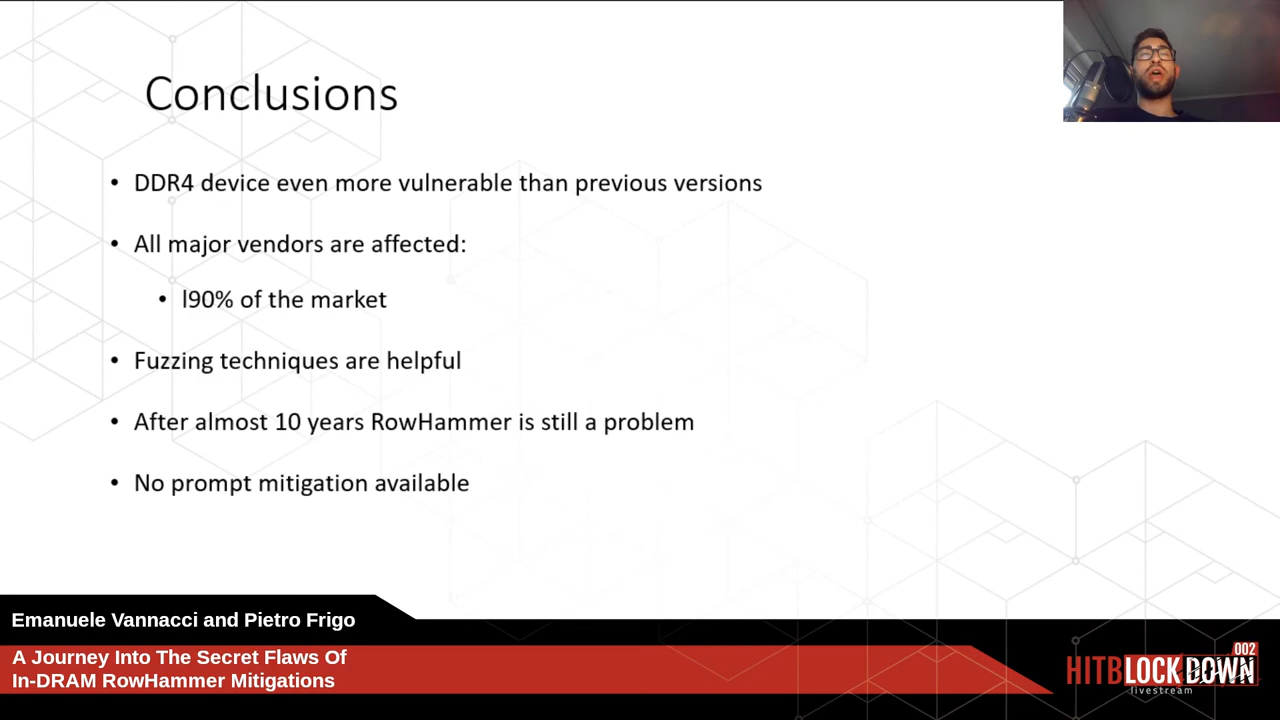 Conclusions
• DDR4 device even more vulnerable than previous versions
• All major vendors are affected:
• l90% of the market
• Fuzzing techniques are helpful
• After almost 10 years RowHammer is still a problem
• No prompt mitigation available
Emanuele Vannacci and Pietro Frigo
A Journey Into The Secret Flaws Of
In-DRAM RowHammer Mitigations
002
HITBLOCKDOWN
livestream